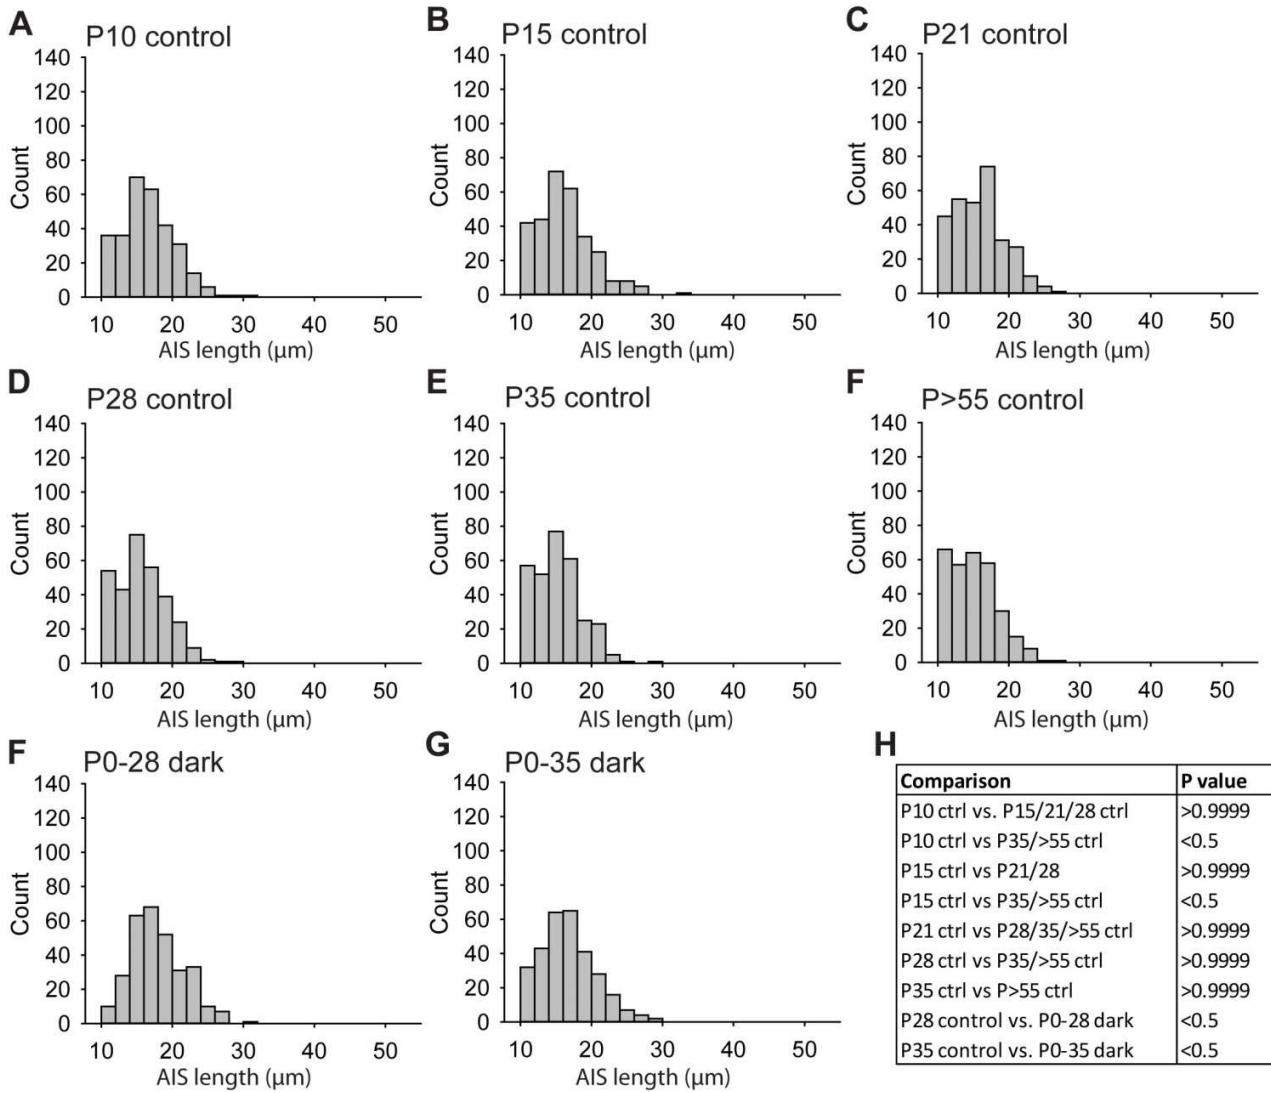 A
P10 control
140
120
100
80
60
40
20
0
Count
10 20 30 40 50
AIS length (µm)
B
P15 control
140
120
100
80
60
40
20
0
Count
10 20 30 40 50
AIS length (µm)
C
P21 control
140
120
100
80
60
40
20
0
Count
10 20 30 40 50
AIS length (µm)
D
P28 control
140
120
100
80
60
40
20
0
Count
10 20 30 40 50
AIS length (µm)
E
P35 control
140
120
100
80
60
40
20
0
Count
10 20 30 40 50
AIS length (µm)
F
P>55 control
140
120
100
80
60
40
20
0
Count
10 20 30 40 50
AIS length (µm)
F
P0-28 dark
140
120
100
80
60
40
20
0
Count
10 20 30 40 50
AIS length (µm)
G
P0-35 dark
140
120
100
80
60
40
20
0
Count
10 20 30 40 50
AIS length (µm)
H
Comparison P value
P10 ctrl vs. P15/21/28 ctrl >0.9999
P10 ctrl vs P35/>55 ctrl <0.5
P15 ctrl vs P21/28 >0.9999
P15 ctrl vs P35/>55 ctrl <0.5
P21 ctrl vs P28/35/>55 ctrl >0.9999
P28 ctrl vs P35/>55 ctrl >0.9999
P35 ctrl vs P>55 ctrl >0.9999
P28 control vs. P0-28 dark <0.5
P35 control vs. P0-35 dark <0.5